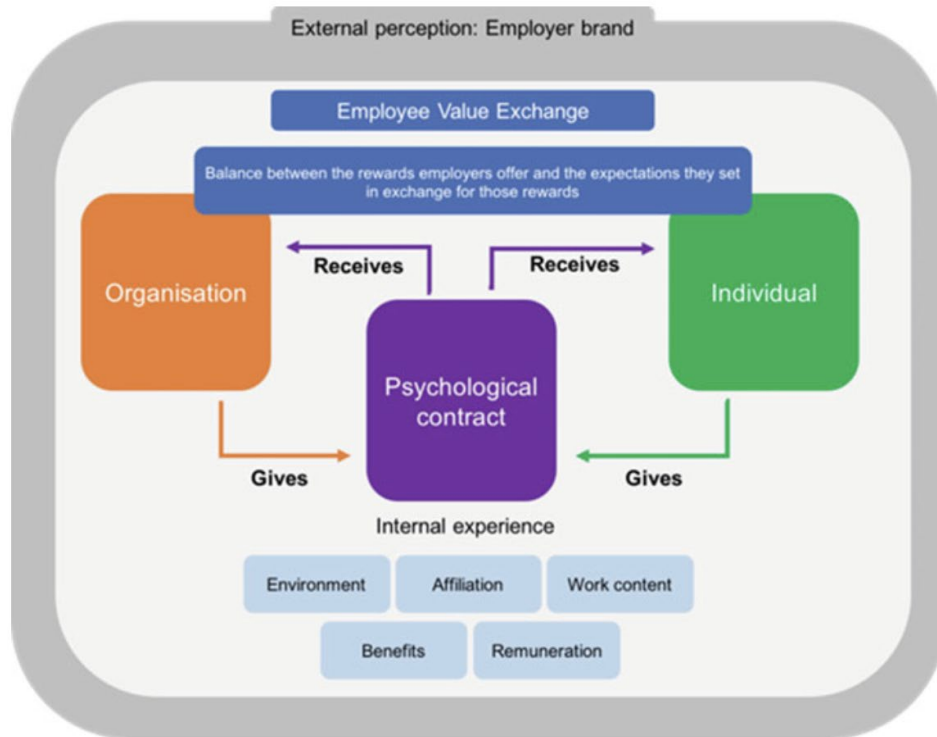 External perception: Employer brand
Employee Value Exchange
Balance between the rewards employers offer and the expectations they set
in exchange for those rewards
Receives
Receives
Organisation
Individual
Psychological
contract
Gives
Gives
Internal experience
Environment
Affiliation
Work content
Benefits
Remuneration